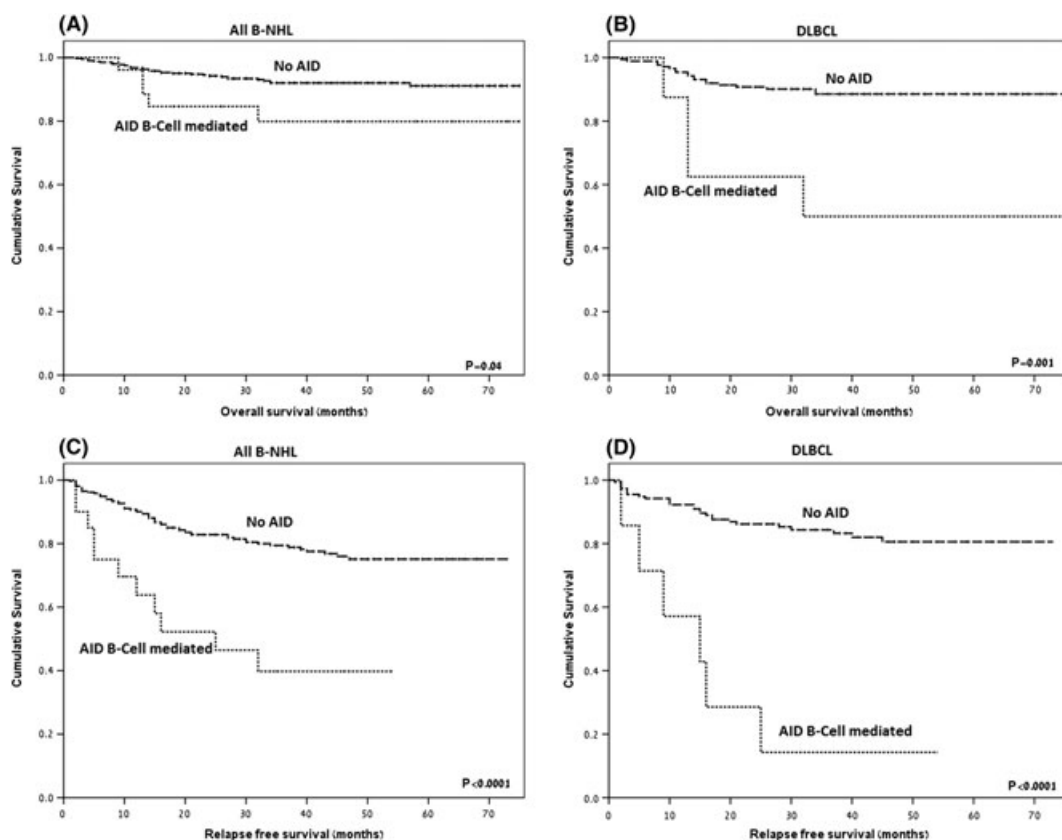 (A)
All B-NHL
1.0
0.8
0.6
0.4
0.2
0.0
Cumulative Survival
No AID
AID B-Cell mediated
P=0.04
0 10 20 30 40 50 60 70
Overall survival (months)
(B)
DLBCL
1.0
0.8
0.6
0.4
0.2
0.0
Cumulative Survival
No AID
AID B-Cell mediated
P=0.001
0 10 20 30 40 50 60 70
Overall survival (months)
(C)
All B-NHL
1.0
0.8
0.6
0.4
0.2
0.0
Cumulative Survival
No AID
AID B-Cell mediated
P<0.0001
0 10 20 30 40 50 60 70
Relapse free survival (months)
(D)
DLBCL
1.0
0.8
0.6
0.4
0.2
0.0
Cumulative Survival
No AID
AID B-Cell mediated
P<0.0001
0 10 20 30 40 50 60 70
Relapse free survival (months)